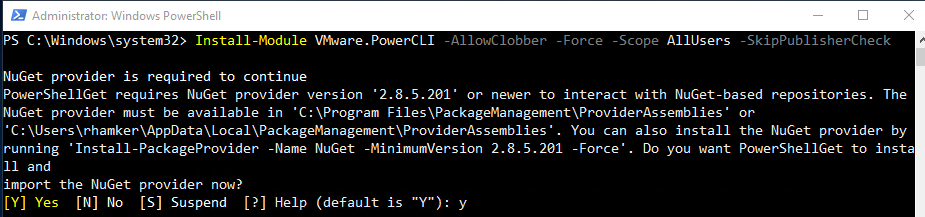 Administrator: Windows PowerShell
PS C:\Windows\system32> Install-Module VMware.PowerCLI -AllowClobber -Force -Scope AllUsers -SkipPublisherCheck
NuGet provider is required to continue
PowerShellGet requires NuGet provider version '2.8.5.201' or newer to interact with NuGet-based repositories. The
NuGet provider must be available in 'C:\Program Files\PackageManagement\ProviderAssemblies' or
'C:\Users\rhamker\AppData\Local\PackageManagement\ProviderAssemblies'. You can also install the NuGet provider by
running 'Install-PackageProvider -Name NuGet -MinimumVersion 2.8.5.201 -Force'. Do you want PowerShellGet to insta
ll and
import the NuGet provider now?
[Y] Yes  [N] No  [S] Suspend  [?] Help (default is "Y"): y